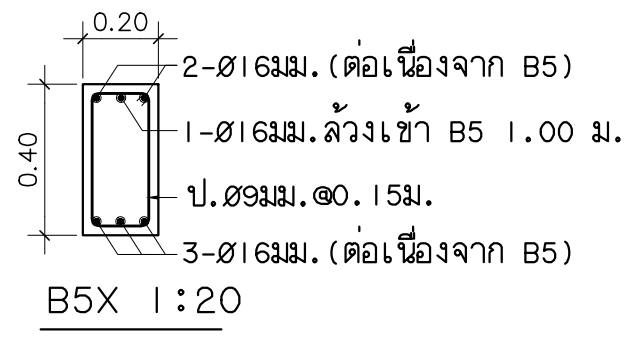 0.20
2-Ø16มม.(ต่อเนื่องจาก B5)
1-Ø16มม.ล้วงเข้า B5 1.00 ม.
0.40
ป.Ø9มม.@0.15ม.
3-Ø16มม.(ต่อเนื่องจาก B5)
B5X 1:20